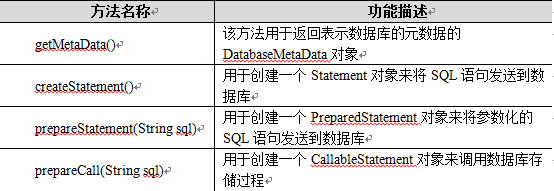 方法名称 功能描述
getMetaData() 该方法用于返回表示数据库的元数据的
DatabaseMetaData 对象
createStatement() 用于创建一个 Statement 对象来将 SQL 语句发送到数
据库
prepareStatement(String sql) 用于创建一个 PreparedStatement 对象来将参数化的
SQL 语句发送到数据库
prepareCall(String sql) 用于创建一个 CallableStatement 对象来调用数据库存
储过程